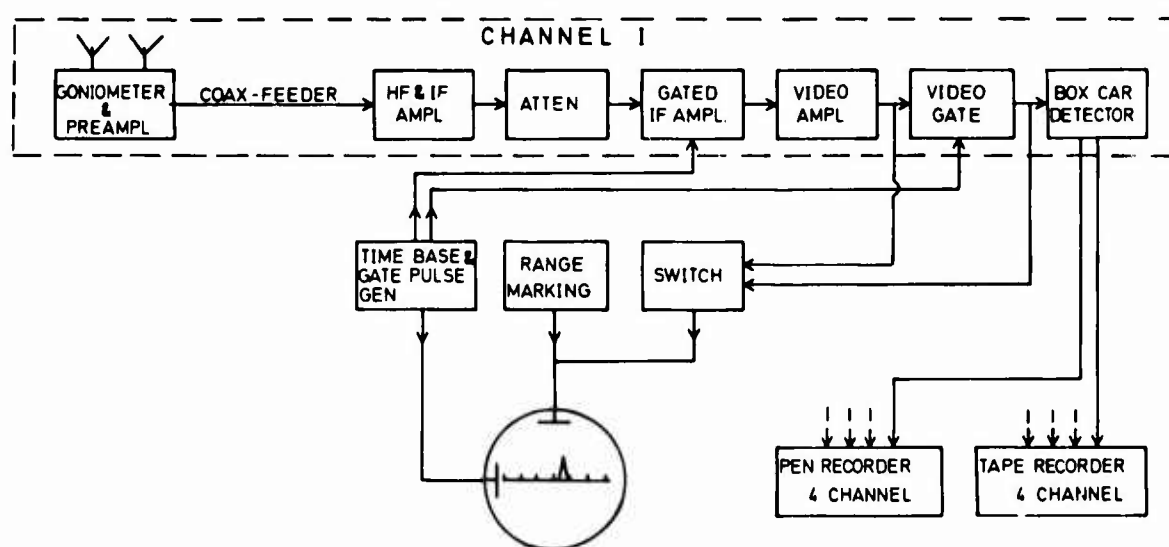 CHANNEL I
GONIOMETER
&
PREAMPL
COAX-FEEDER
HF & IF
AMPL
ATTEN
GATED
IF AMPL.
VIDEO
AMPL
VIDEO
GATE
BOX CAR
DETECTOR
TIME BASE &
GATE PULSE
GEN
RANGE
MARKING
SWITCH
PEN RECORDER
4 CHANNEL
TAPE RECORDER
4 CHANNEL